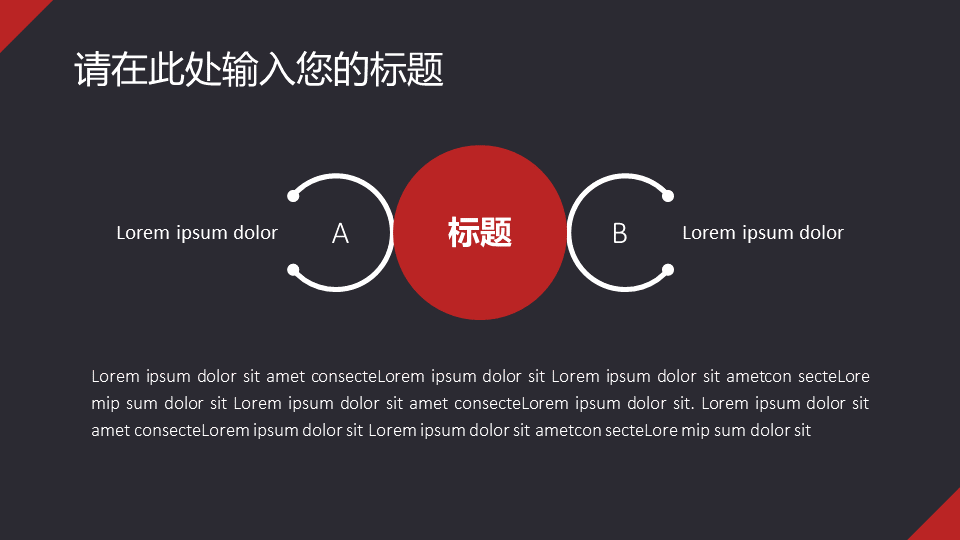 请在此处输入您的标题
Lorem ipsum dolor
A
标题
B
Lorem ipsum dolor
Lorem ipsum dolor sit amet consecteLorem ipsum dolor sit Lorem ipsum dolor sit ametcon secteLore
mip sum dolor sit Lorem ipsum dolor sit amet consecteLorem ipsum dolor sit. Lorem ipsum dolor sit
amet consecteLorem ipsum dolor sit Lorem ipsum dolor sit ametcon secteLore mip sum dolor sit